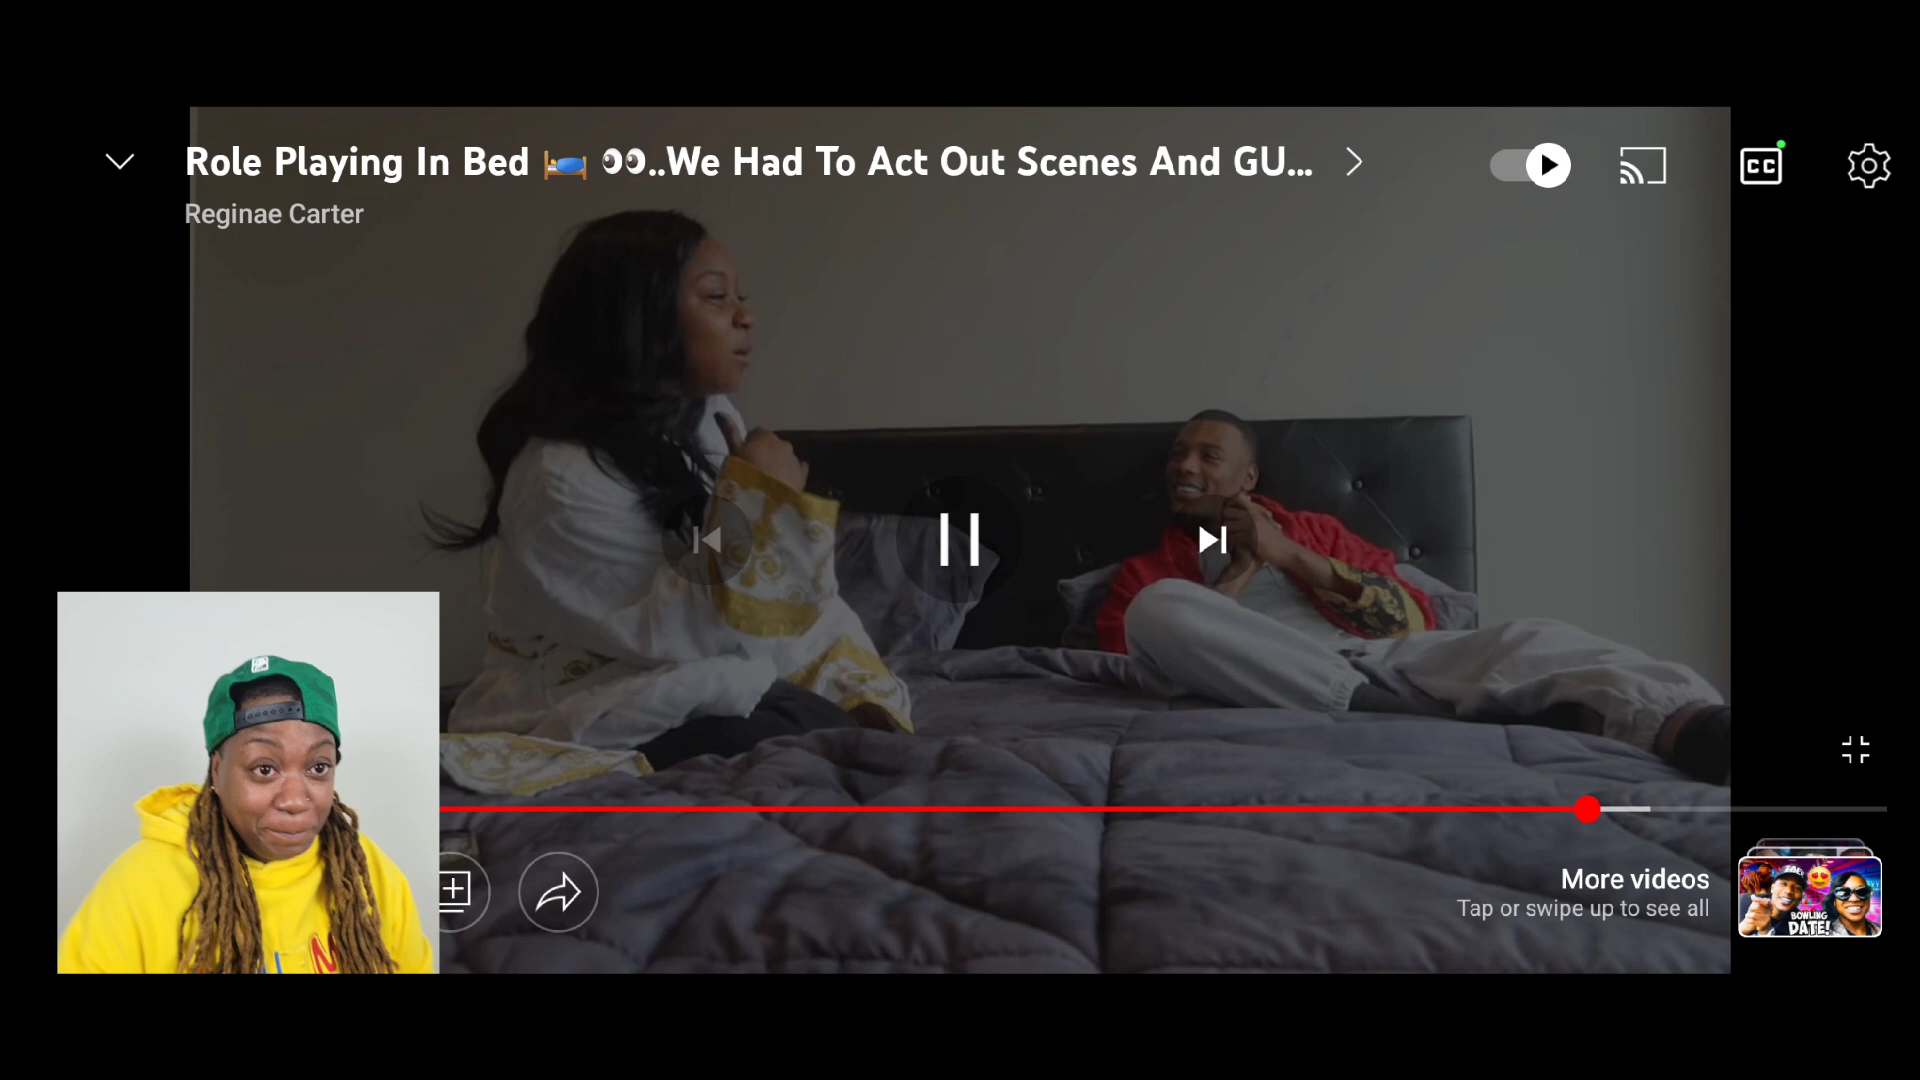 Role Playing In Bed 🛌 👀..We Had To Act Out Scenes And GU...
Reginae Carter
CC
More videos
Tap or swipe up to see all
BOWLING
DATE!